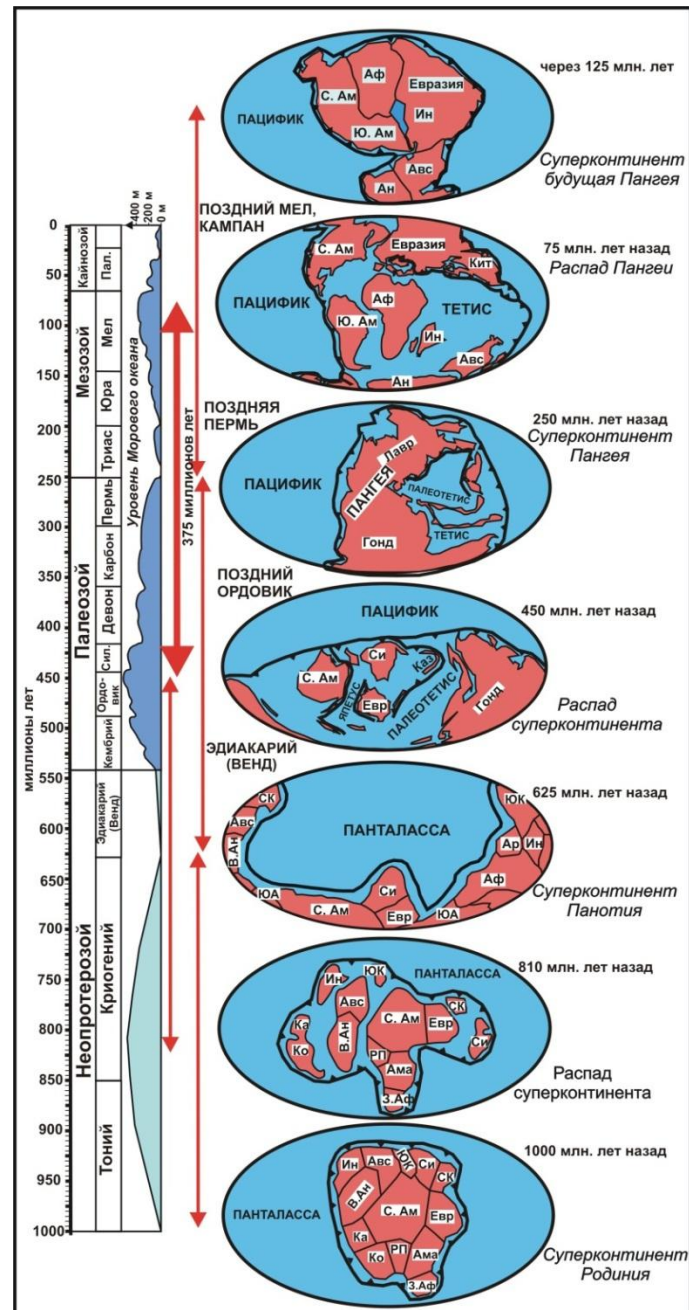 через 125 млн. лет
Аф
С. Ам
Евразия
Ин
ПАЦИФИК
Ю. Ам
Авс
Ан
Суперконтинент
будущая Пангея
ПОЗДНИЙ МЕЛ,
КАМПАН
75 млн. лет назад
Распад Пангеи
С. Ам
Евразия
Кит
ПАЦИФИК
Аф
ТЕТИС
Ю. Ам
Ин
Авс
Ан
ПОЗДНЯЯ
ПЕРМЬ
250 млн. лет назад
Суперконтинент
Пангея
Лавр
ПАЦИФИК
ПАНГЕЯ
ПАЛЕОТЕТИС
ТЕТИС
Гонд
ПОЗДНИЙ
ОРДОВИК
ПАЦИФИК
450 млн. лет назад
Си
Каз
С. Ам
ЯПЕТУС
Евр
ПАЛЕОТЕТИС
Гонд
Распад
суперконтинента
ЭДИАКАРИЙ
(ВЕНД)
625 млн. лет назад
СК
ЮК
Авс
ПАНТАЛАССА
В.Ан
Ар
Ин
Си
Аф
ЮА
С. Ам
Евр
ЮА
Суперконтинент
Панотия
810 млн. лет назад
Ин
ЮК
ПАНТАЛАССА
Авс
СК
Ка
С. Ам
Евр
В.Ан
Си
Ко
РП
Ама
З.Аф
Распад
суперконтинента
1000 млн. лет назад
Ин
Авс
ЮК
Си
СК
В.Ан
ПАНТАЛАССА
С. Ам
Евр
Ка
Ко
РП
Ама
З.Аф
Суперконтинент
Родиния
400 м
200 м
0 м
миллионы лет
0
50
100
150
200
250
300
350
400
450
500
550
600
650
700
750
800
850
900
950
1000
Кайнозой
Мезозой
Палеозой
Неопротерозой
Пал.
Мел
Юра
Триас
Пермь
Карбон
Девон
Сил.
Ордо-
вик
Кембрий
Эдиакарий
(Венд)
Криогений
Тоний
Уровень Морового океана
375 миллионов лет